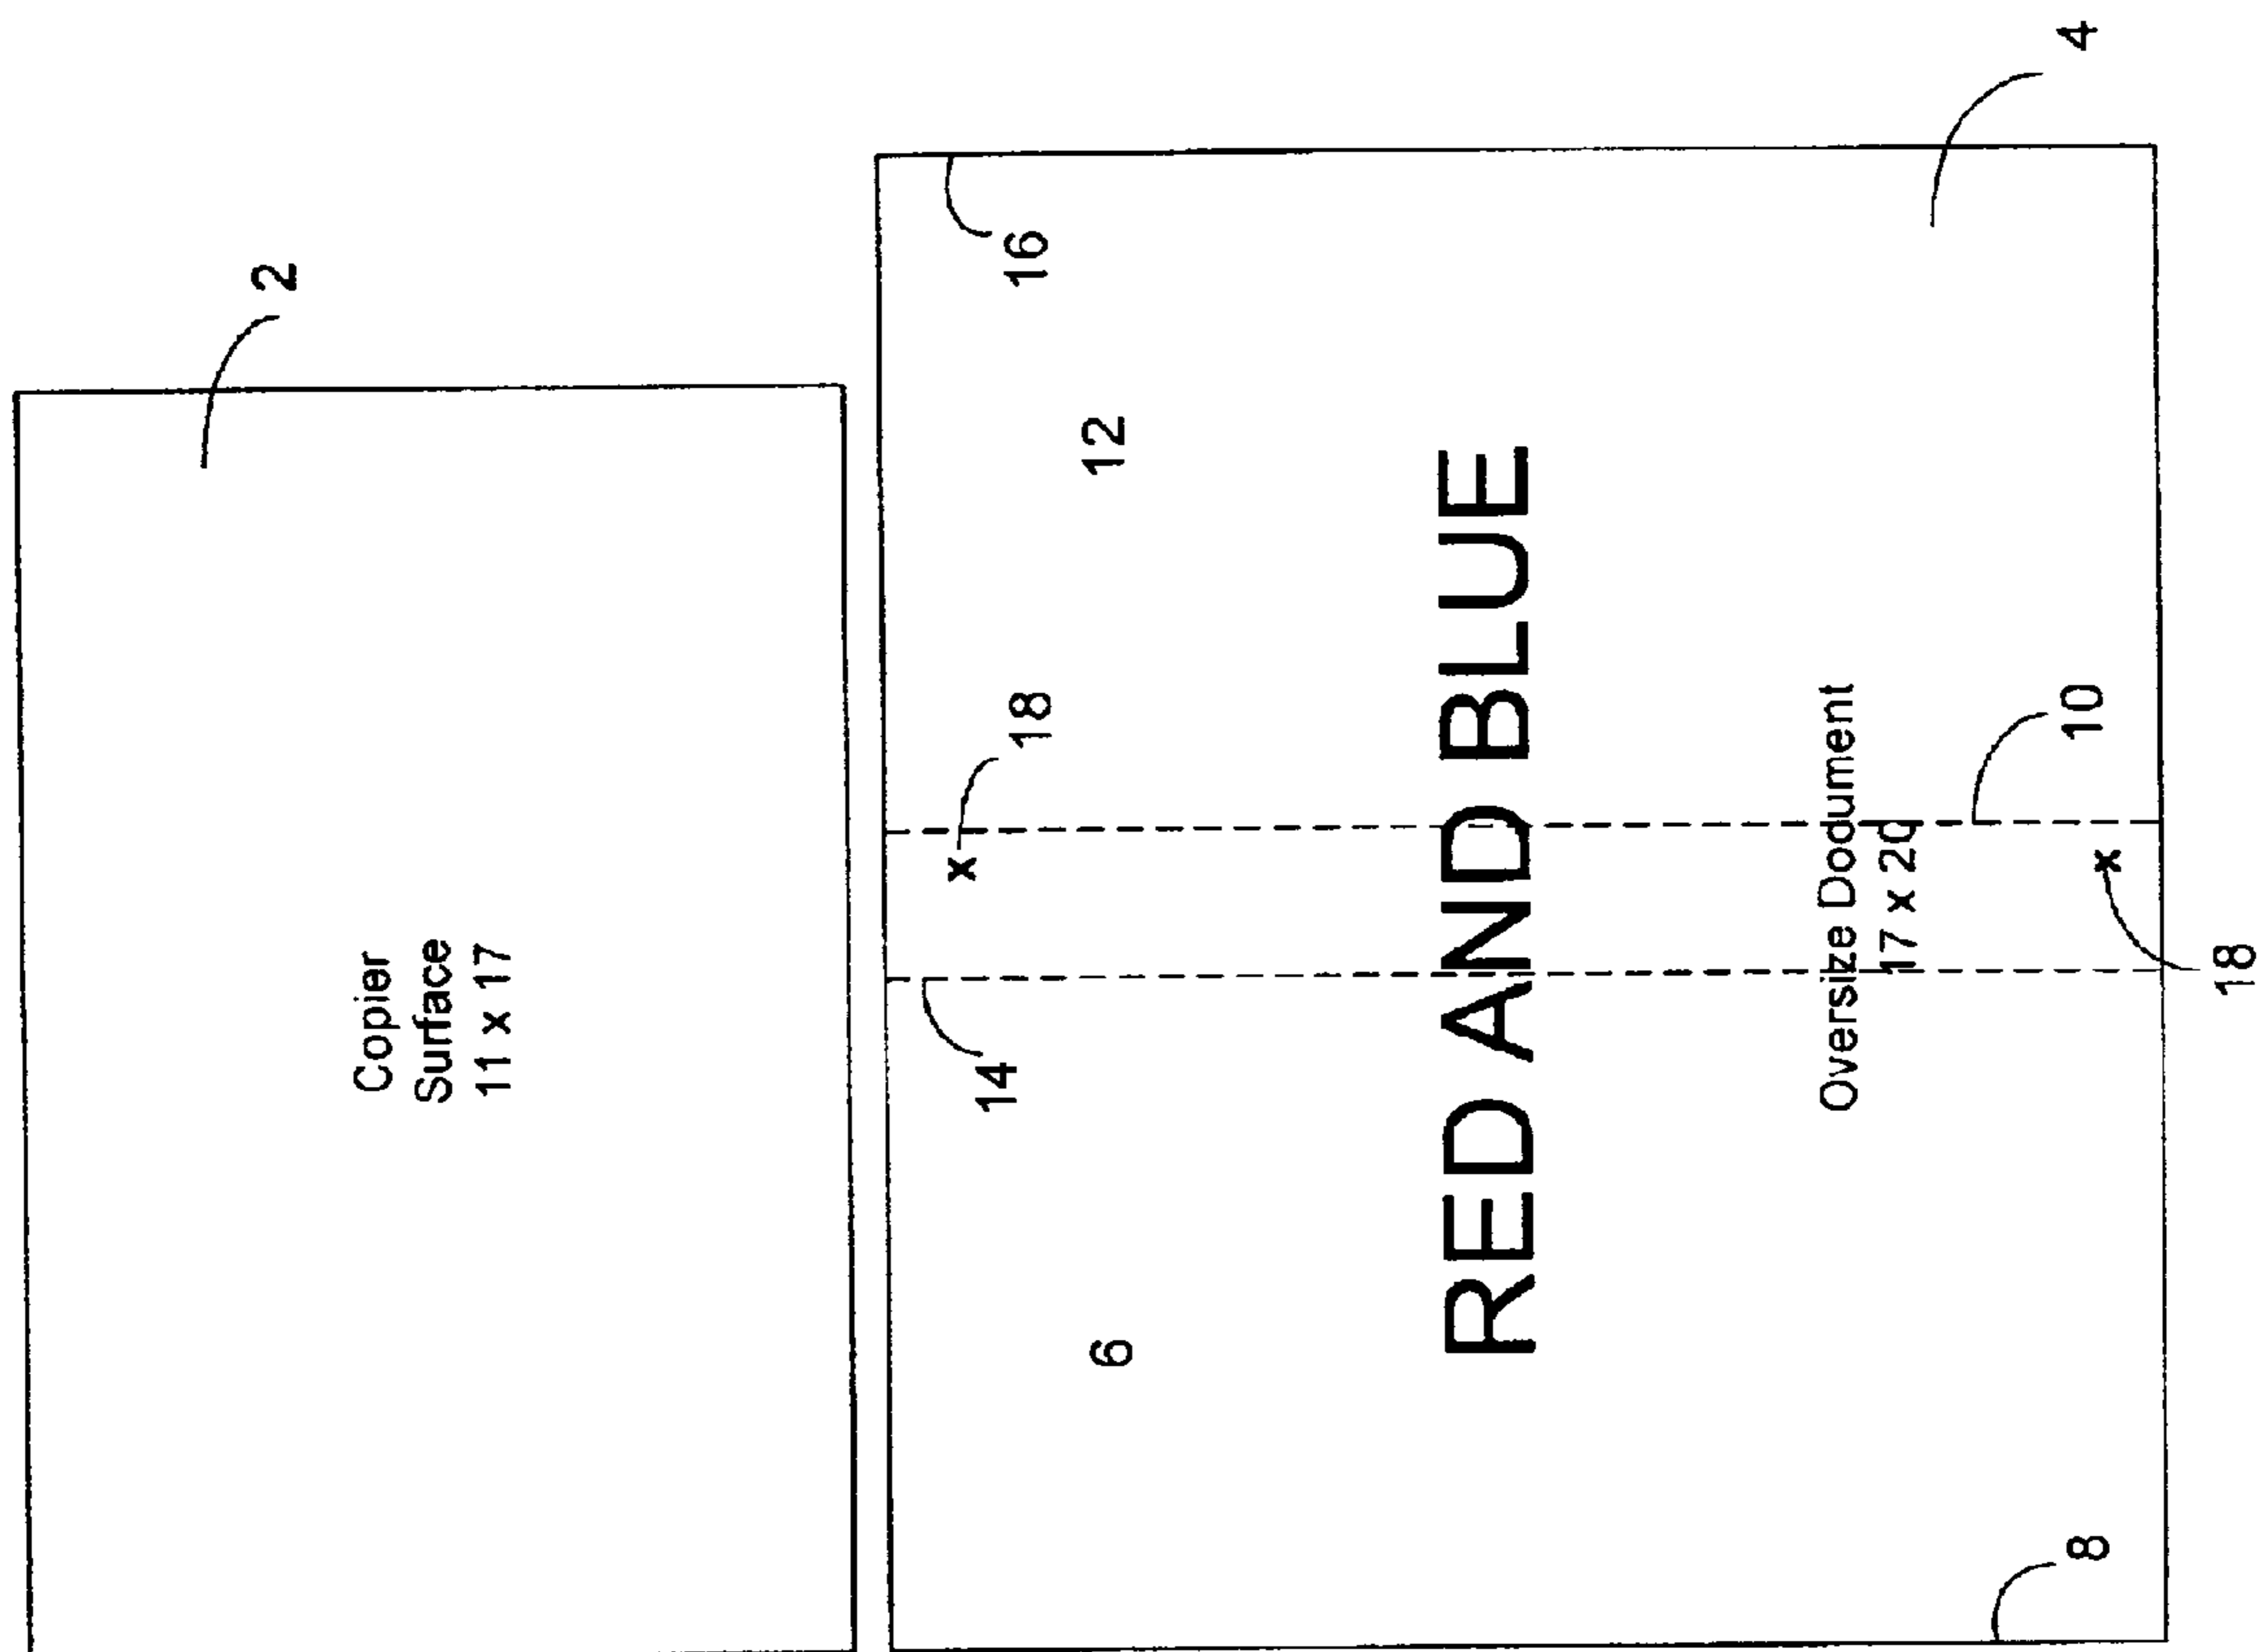 2
Copier
Surface
11 x 17
x
14
18
16
6
12
RED AND BLUE
Oversize Document
17 x 20
8
10
4
x
18